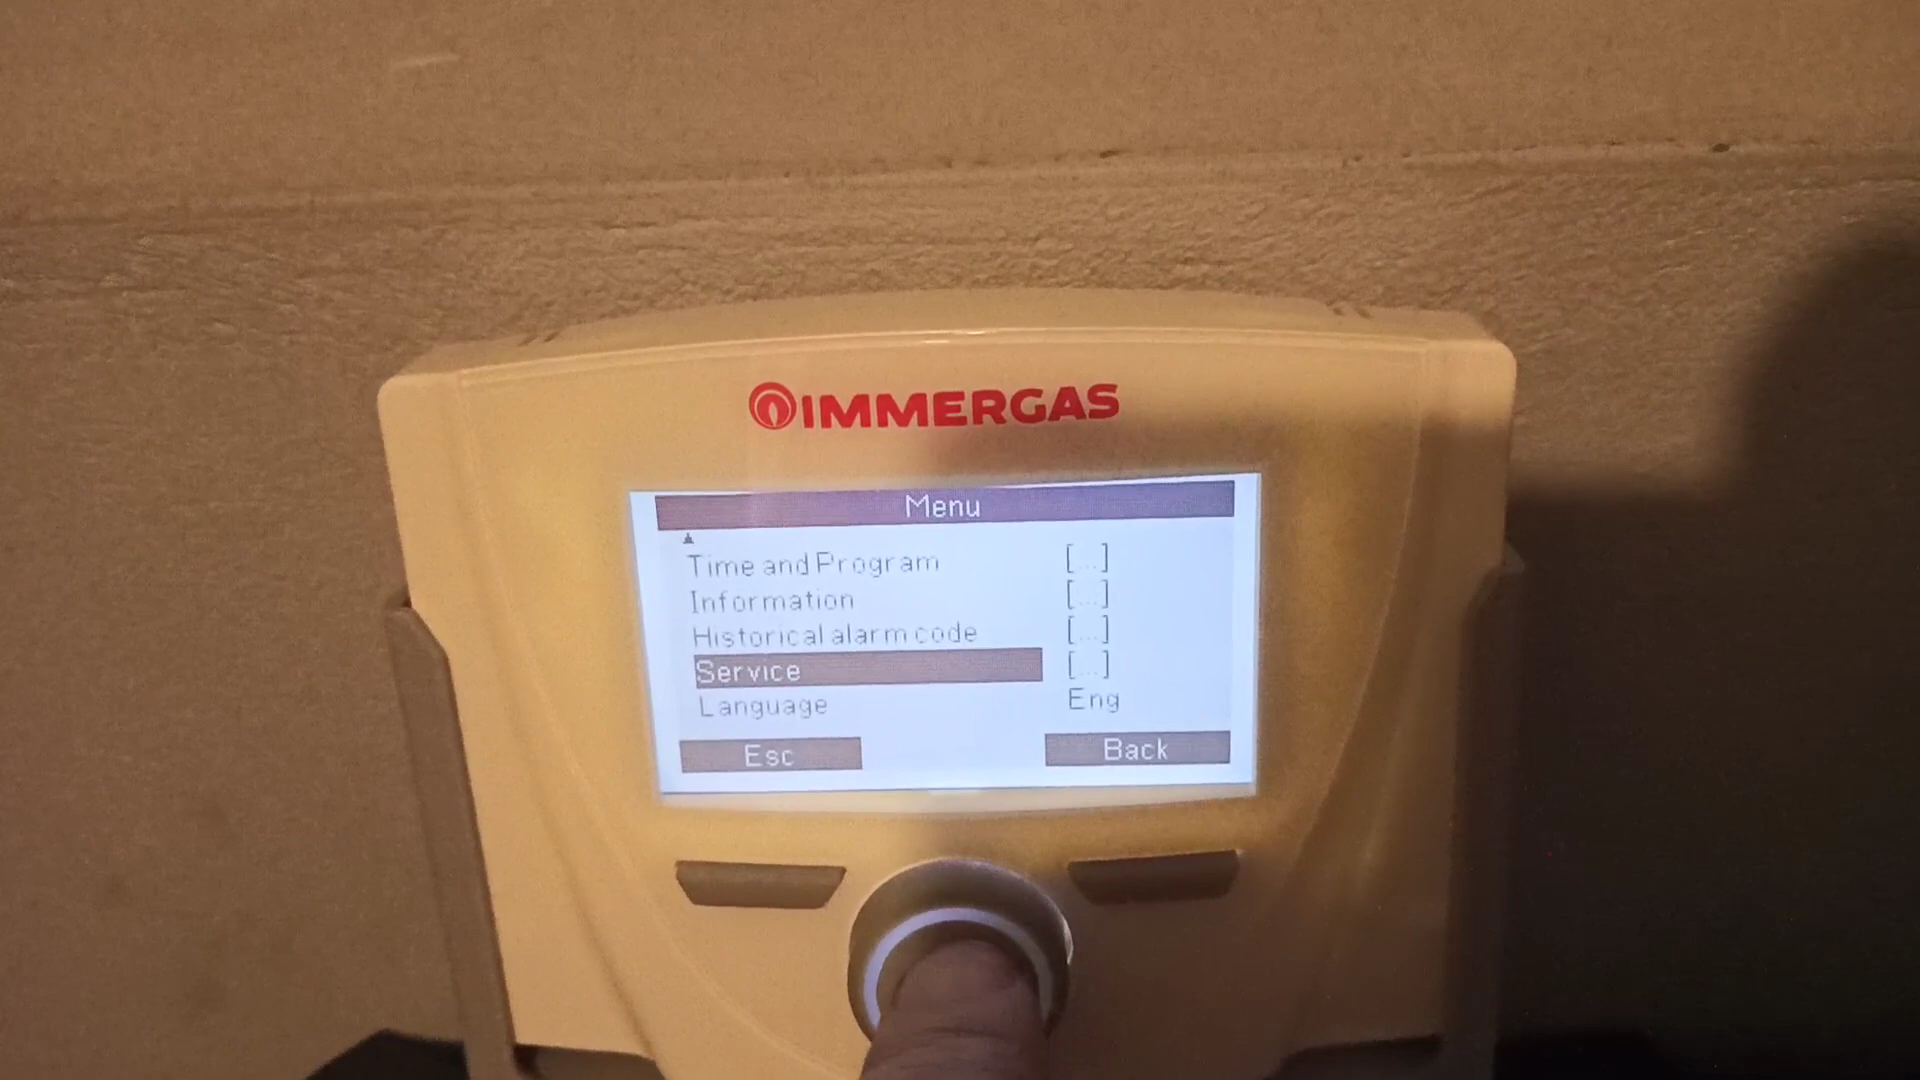 IMMERGAS
Menu
Time and Program [...]
Information [...]
Historical alarm code [...]
Service [...]
Language Eng
Esc Back